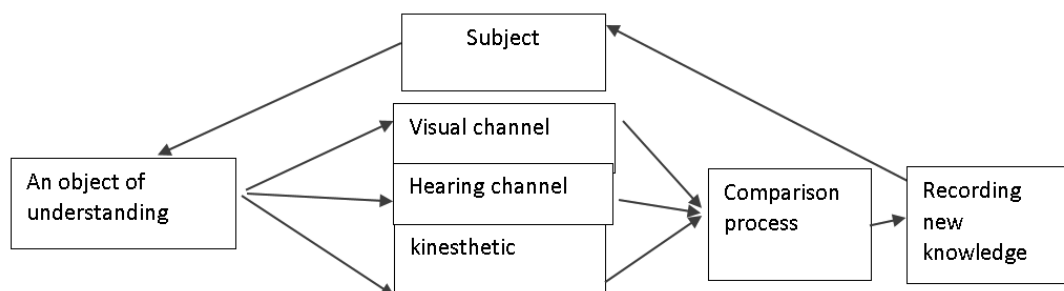 Subject
Visual channel
An object of
understanding
Hearing channel
kinesthetic
Comparison
process
Recording
new
knowledge